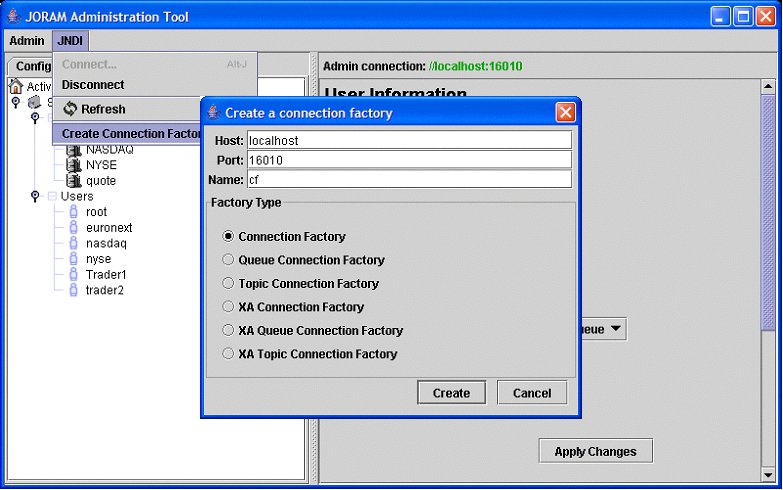 JORAM Administration Tool
Admin JNDI
Connect... Alt-J
Disconnect
Refresh
Create Connection Factor
Config
Activ
S
NASDAQ
NYSE
quote
Users
root
euronext
nasdaq
nyse
Trader1
trader2
Admin connection: //localhost:16010
User Information
Create a connection factory
Host: localhost
Port: 16010
Name: cf
Factory Type
Connection Factory
Queue Connection Factory
Topic Connection Factory
XA Connection Factory
XA Queue Connection Factory
XA Topic Connection Factory
Create Cancel
ueue
Apply Changes